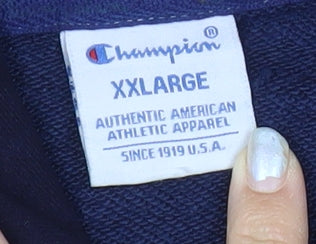 Champion®
XXLARGE
AUTHENTIC AMERICAN
ATHLETIC APPAREL
SINCE 1919 U.S.A.